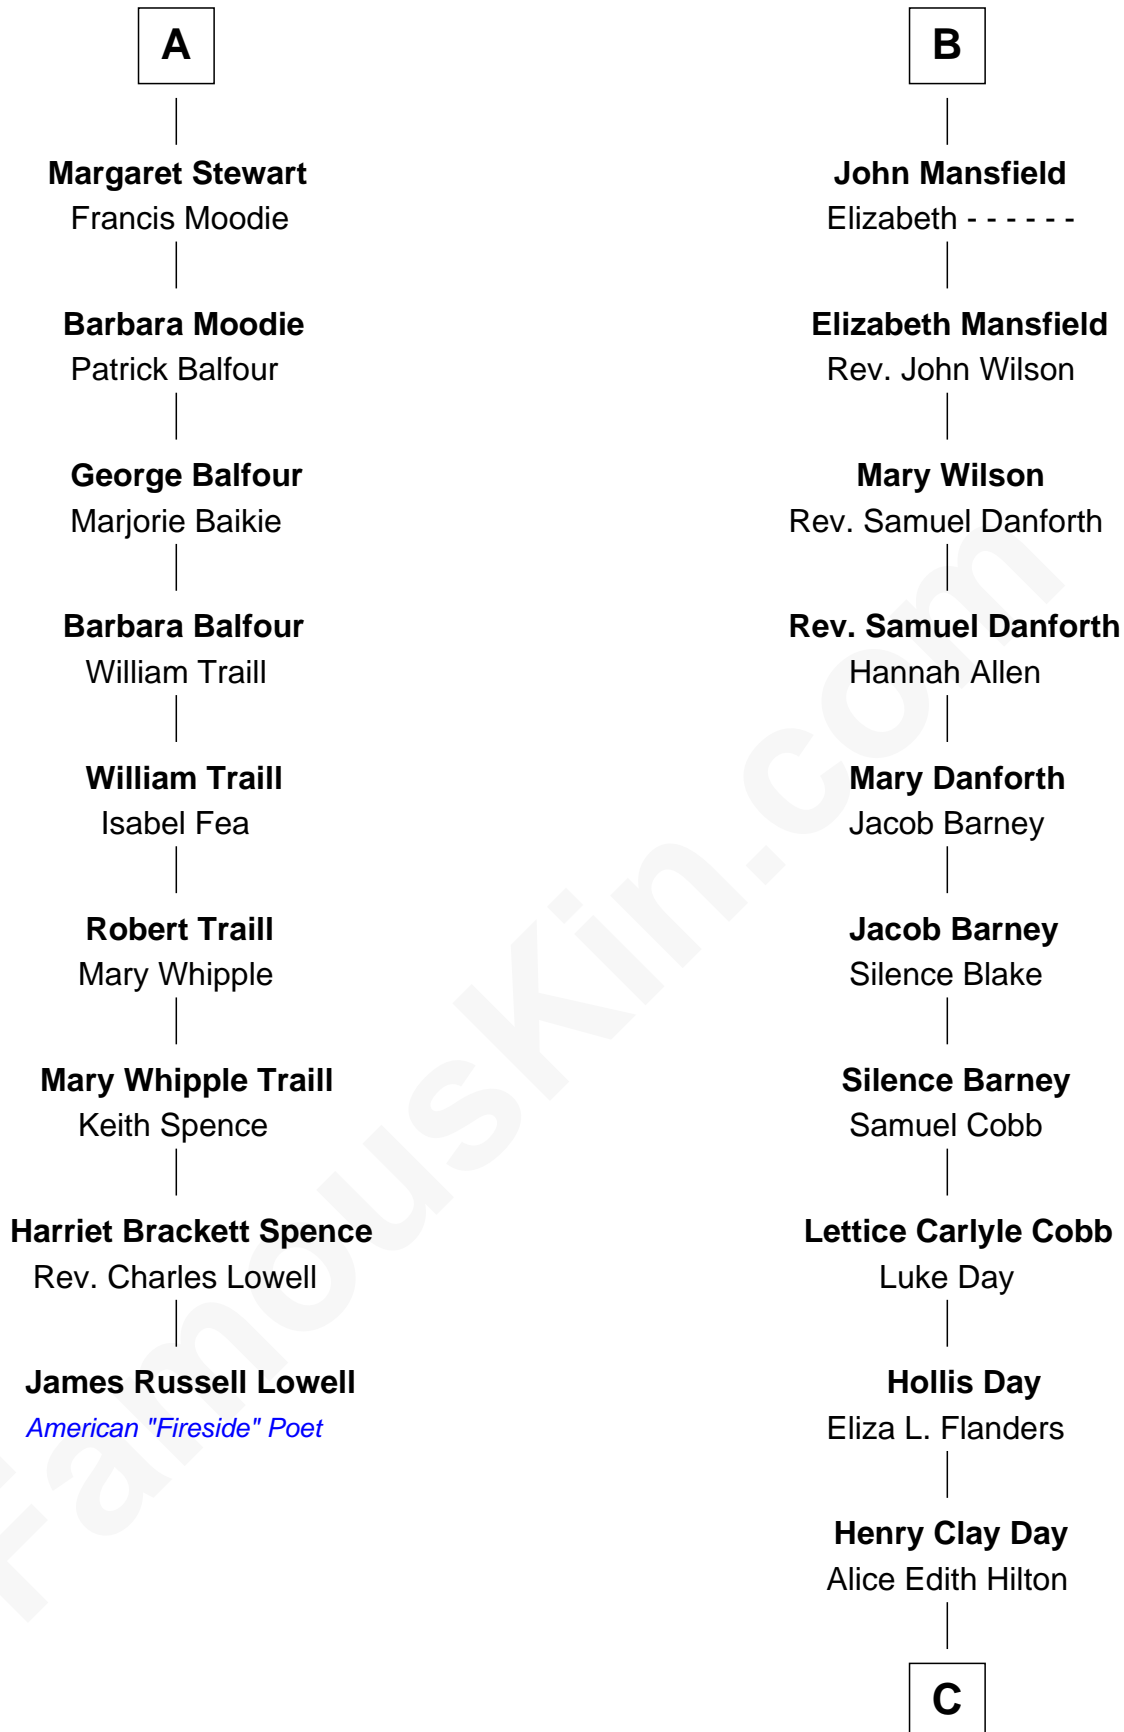 A
Margaret Stewart
Francis Moodie
Barbara Moodie
Patrick Balfour
George Balfour
Marjorie Baikie
Barbara Balfour
William Traill
William Traill
Isabel Fea
Robert Traill
Mary Whipple
Mary Whipple Traill
Keith Spence
Harriet Brackett Spence
Rev. Charles Lowell
James Russell Lowell
American "Fireside" Poet
B
John Mansfield
Elizabeth - - - - - -
Elizabeth Mansfield
Rev. John Wilson
Mary Wilson
Rev. Samuel Danforth
Rev. Samuel Danforth
Hannah Allen
Mary Danforth
Jacob Barney
Jacob Barney
Silence Blake
Silence Barney
Samuel Cobb
Lettice Carlyle Cobb
Luke Day
Hollis Day
Eliza L. Flanders
Henry Clay Day
Alice Edith Hilton
C
FamousKin.com